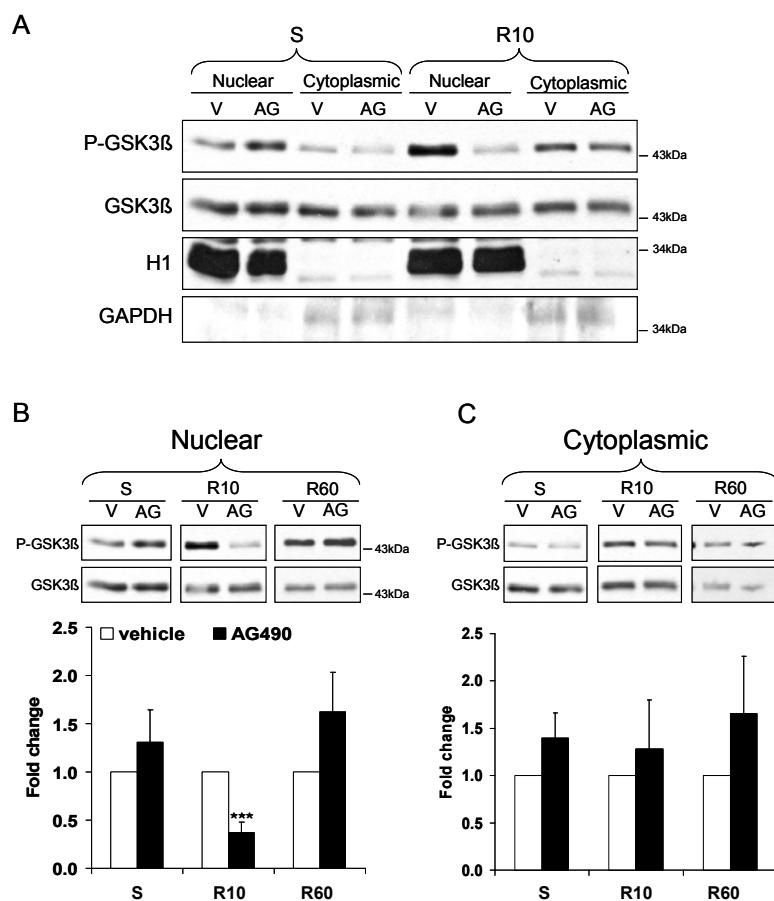 A
S R10
Nuclear Cytoplasmic Nuclear Cytoplasmic
V AG V AG V AG V AG
P-GSK3ß 43kDa
GSK3ß 43kDa
H1 34kDa
GAPDH 34kDa
B
Nuclear
S R10 R60
V AG V AG V AG
P-GSK3ß 43kDa
GSK3ß 43kDa
vehicle AG490
Fold change
2.5
2.0
1.5
1.0
0.5
0.0
***
S R10 R60
C
Cytoplasmic
S R10 R60
V AG V AG V AG
P-GSK3ß
GSK3ß
Fold change
2.5
2.0
1.5
1.0
0.5
0.0
S R10 R60